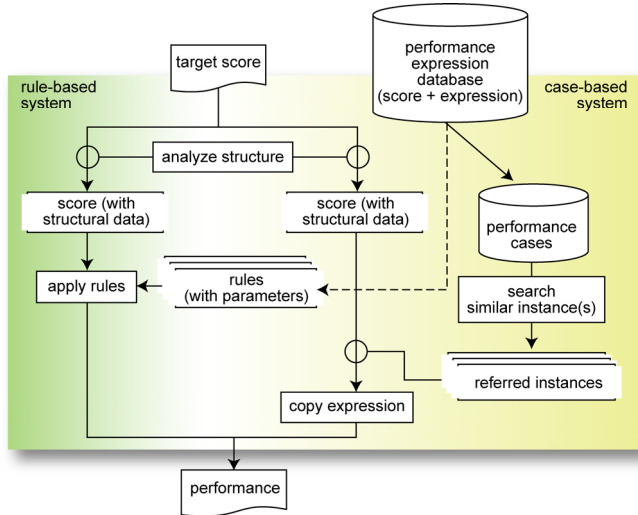 target score
performance
expression
database
(score + expression)
rule-based
system
case-based
system
analyze structure
score (with
structural data)
score (with
structural data)
performance
cases
apply rules
rules
(with parameters)
search
similar instance(s)
referred instances
copy expression
performance